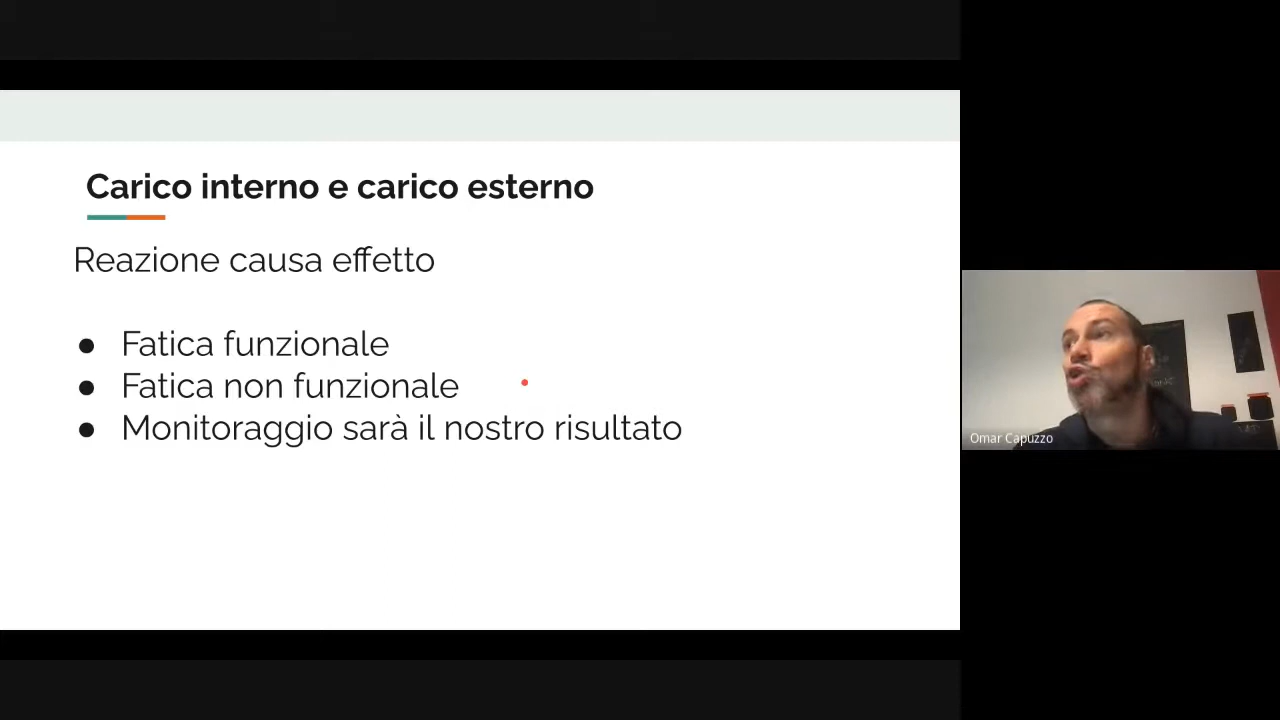 Carico interno e carico esterno
Reazione causa effetto
● Fatica funzionale
● Fatica non funzionale
● Monitoraggio sarà il nostro risultato
Omar Capuzzo